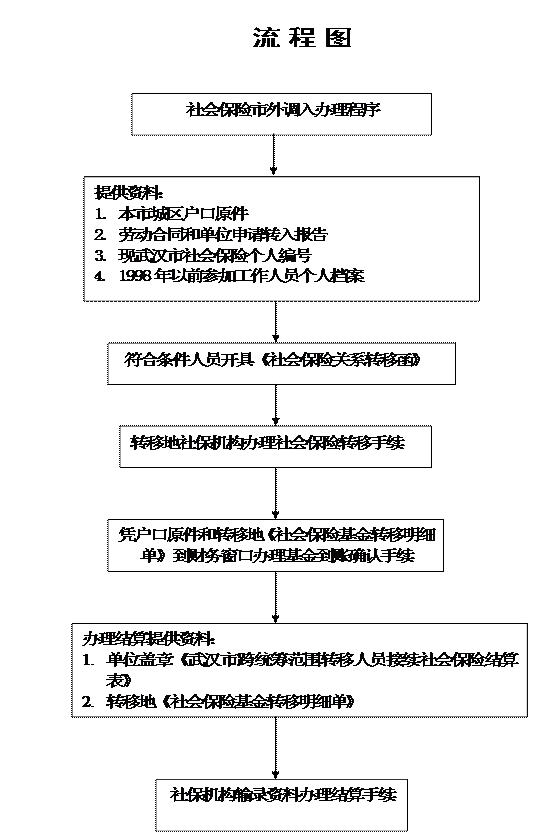 流 程 图
社会保险市外调入办理程序
提供资料:
1. 本市城区户口原件
2. 劳动合同和单位申请转入报告
3. 现武汉市社会保险个人编号
4. 1998年以前参加工作人员个人档案
符合条件人员开具《社会保险关系转移函》
转移地社保机构办理社会保险转移手续
凭户口原件和转移地《社会保险基金转移明细
单》到财务窗口办理基金到账确认手续
办理结算提供资料:
1. 单位盖章《武汉市跨统筹范围转移人员接续社会保险结算
表》
2. 转移地《社会保险基金转移明细单》
社保机构输录资料办理结算手续